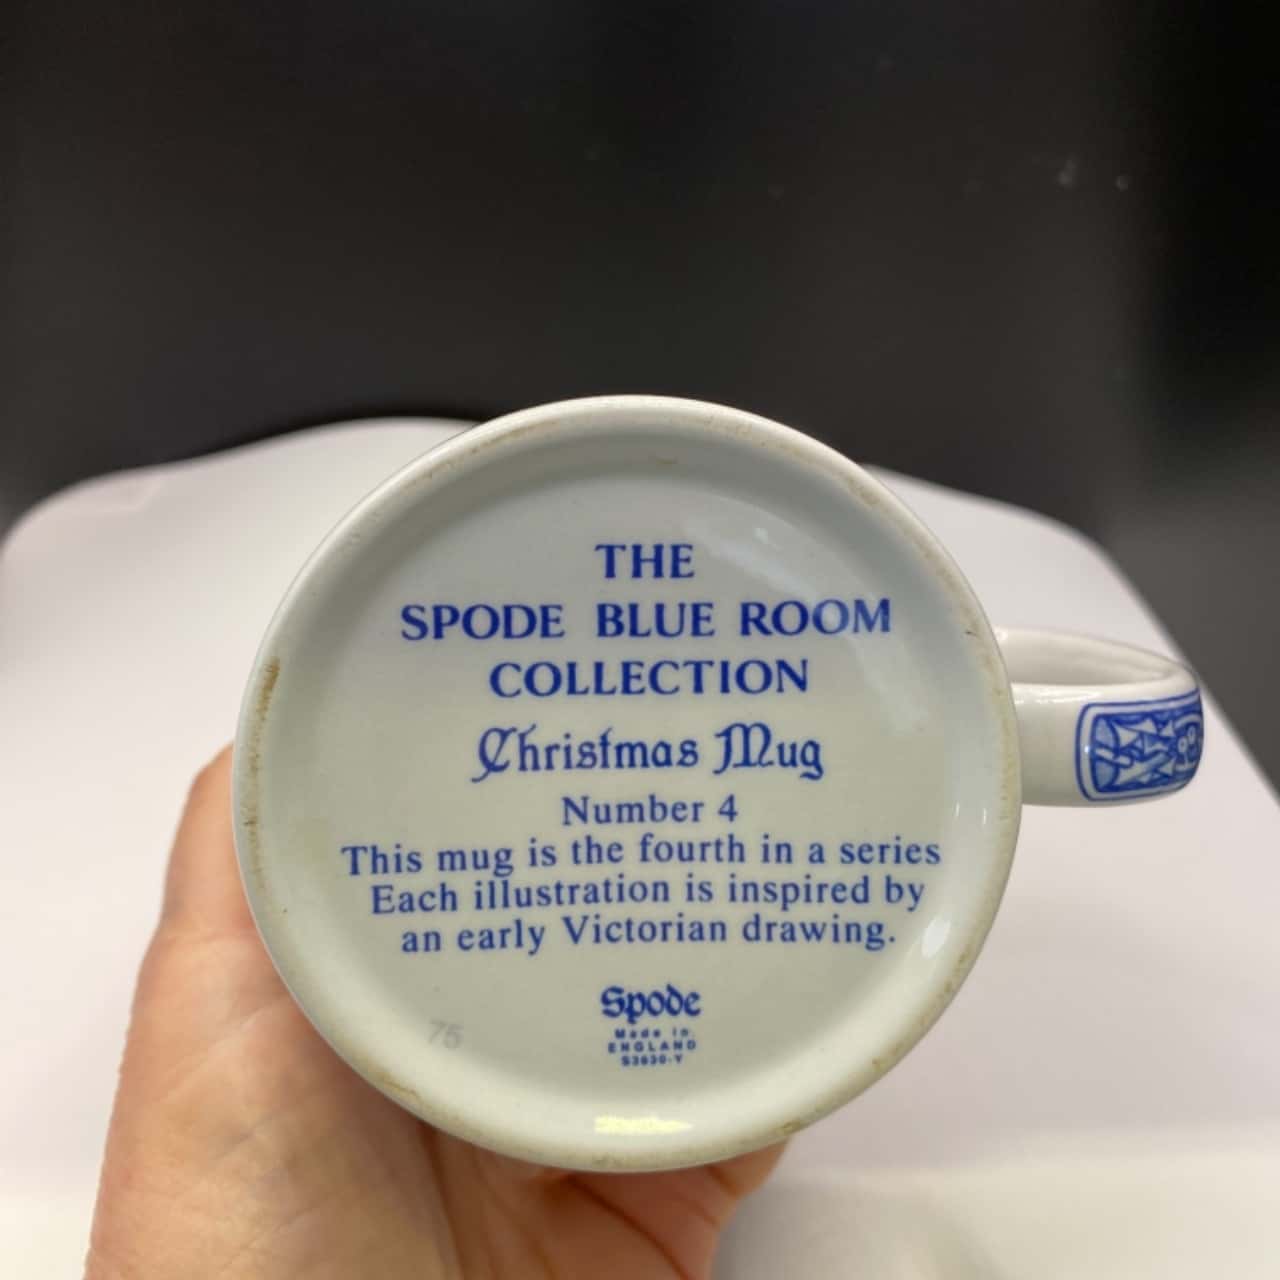 THE
SPODE BLUE ROOM
COLLECTION
Christmas Mug
Number 4
This mug is the fourth in a series
Each illustration is inspired by
an early Victorian drawing.
Spode
Made in
ENGLAND
S3630-Y
75